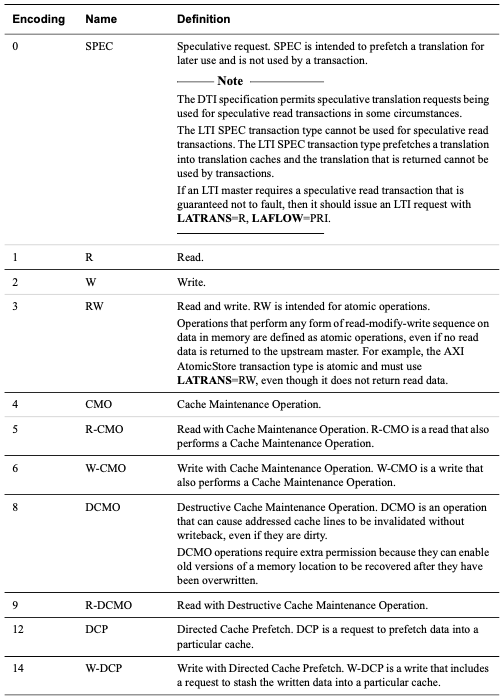 Encoding Name Definition
0 SPEC Speculative request. SPEC is intended to prefetch a translation for
later use and is not used by a transaction.
Note
The DTI specification permits speculative translation requests being
used for speculative read transactions in some circumstances.
The LTI SPEC transaction type cannot be used for speculative read
transactions. The LTI SPEC transaction type prefetches a translation
into translation caches and the translation that is returned cannot be
used by transactions.
If an LTI master requires a speculative read transaction that is
guaranteed not to fault, then it should issue an LTI request with
LATRANS=R, LAFLOW=PRI.
1 R Read.
2 W Write.
3 RW Read and write. RW is intended for atomic operations.
Operations that perform any form of read-modify-write sequence on
data in memory are defined as atomic operations, even if no read
data is returned to the upstream master. For example, the AXI
AtomicStore transaction type is atomic and must use
LATRANS=RW, even though it does not return read data.
4 CMO Cache Maintenance Operation.
5 R-CMO Read with Cache Maintenance Operation. R-CMO is a read that also
performs a Cache Maintenance Operation.
6 W-CMO Write with Cache Maintenance Operation. W-CMO is a write that
also performs a Cache Maintenance Operation.
8 DCMO Destructive Cache Maintenance Operation. DCMO is an operation
that can cause addressed cache lines to be invalidated without
writeback, even if they are dirty.
DCMO operations require extra permission because they can enable
old versions of a memory location to be recovered after they have
been overwritten.
9 R-DCMO Read with Destructive Cache Maintenance Operation.
12 DCP Directed Cache Prefetch. DCP is a request to prefetch data into a
particular cache.
14 W-DCP Write with Directed Cache Prefetch. W-DCP is a write that includes
a request to stash the written data into a particular cache.